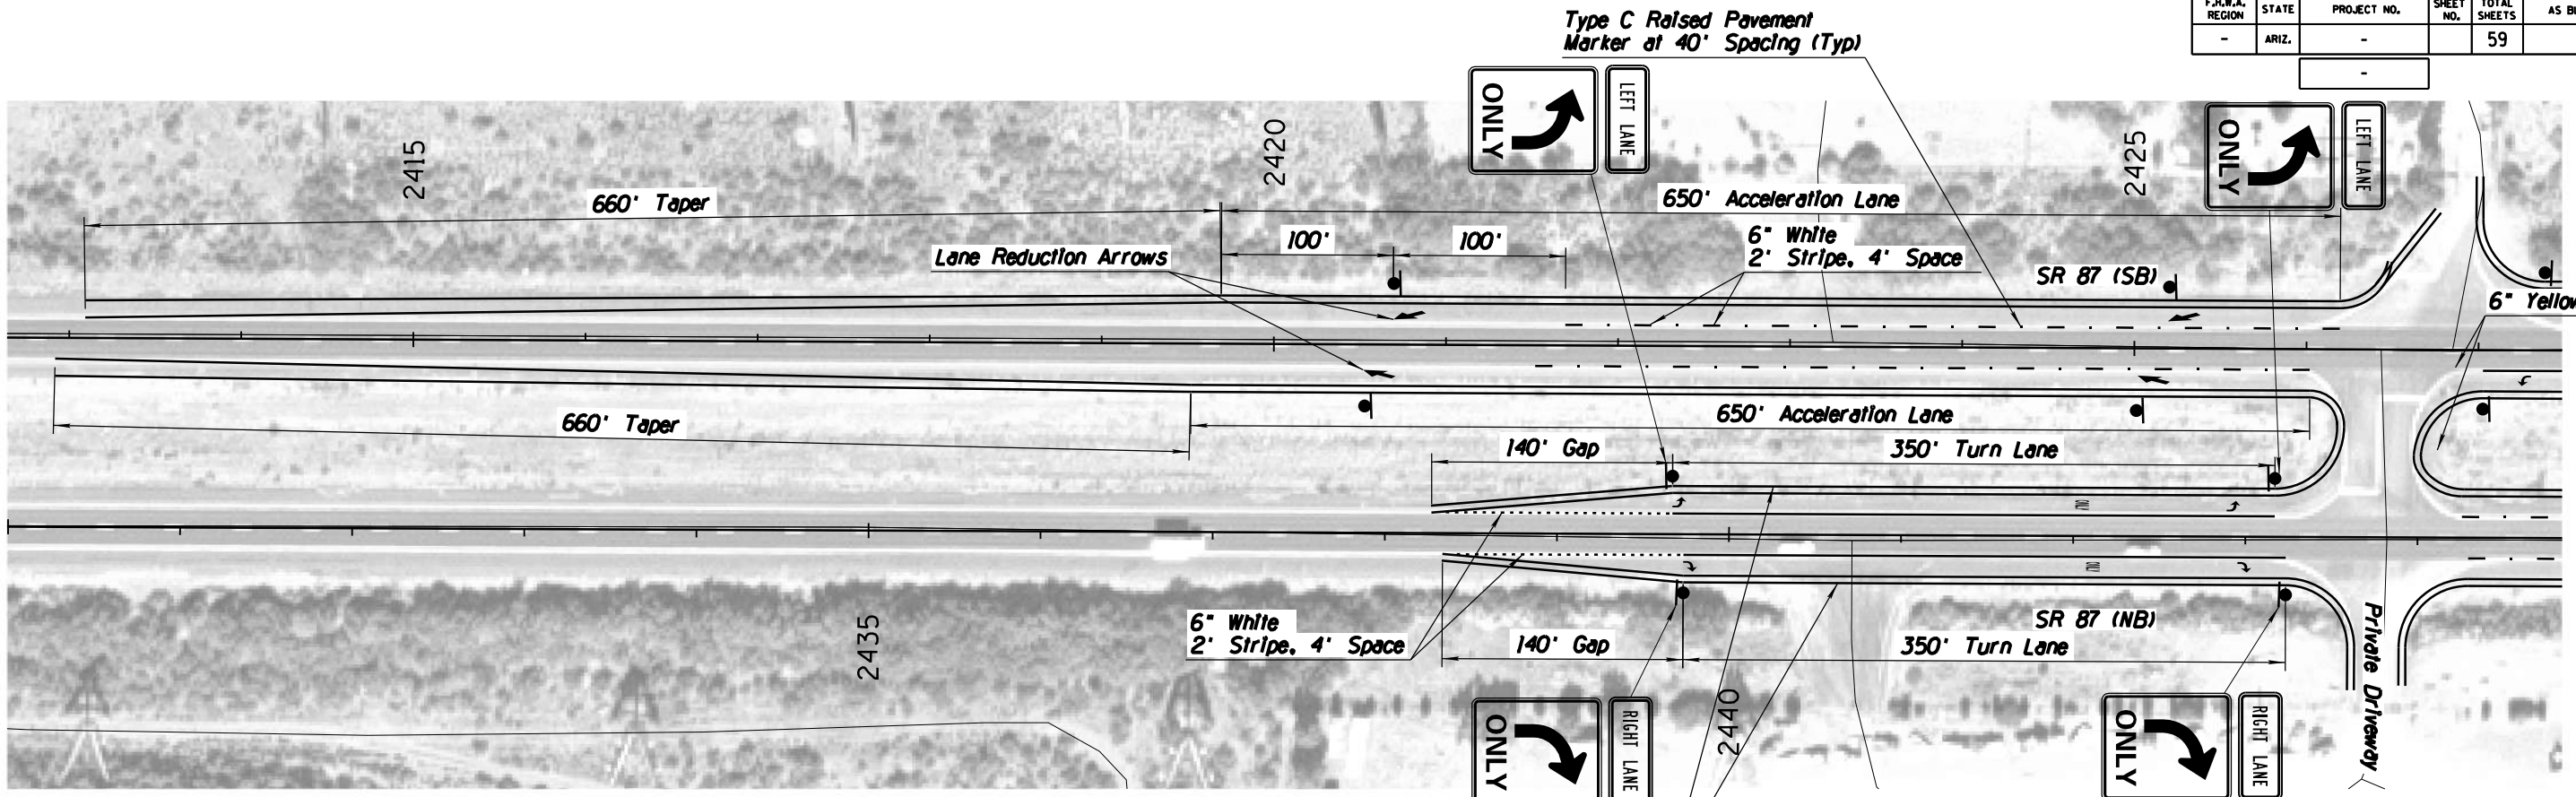 Type C Raised Pavement
Marker at 40' Spacing (Typ)
F.H.W.A. REGION
STATE
PROJECT NO.
SHEET NO.
TOTAL SHEETS
-
ARIZ.
-
59
-
ONLY
LEFT LANE
ONLY
LEFT LANE
2415
2420
2425
660' Taper
650' Acceleration Lane
100'
100'
6" White
2' Stripe, 4' Space
Lane Reduction Arrows
SR 87 (SB)
6" Yellow
660' Taper
650' Acceleration Lane
140' Gap
350' Turn Lane
ONLY
ONLY
6" White
2' Stripe, 4' Space
140' Gap
SR 87 (NB)
350' Turn Lane
2435
2440
Private Driveway
ONLY
RIGHT LANE
ONLY
RIGHT LANE